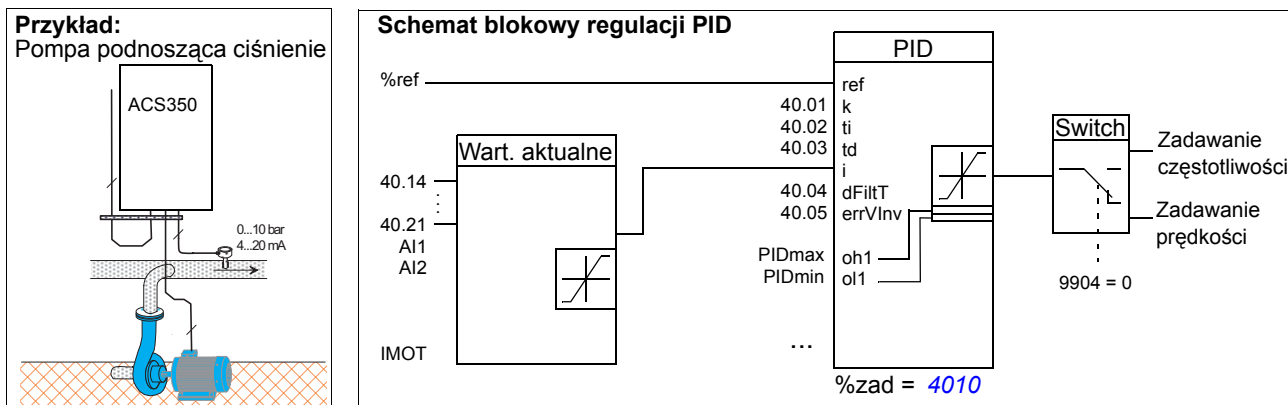 Przykład:
Pompa podnosząca ciśnienie
ACS350
0...10 bar
4...20 mA
Schemat blokowy regulacji PID
%ref
Wart. aktualne
40.14
40.21
AI1
AI2
IMOT
PID
ref
40.01 k
40.02 ti
40.03 td
i
40.04 dFiltT
40.05 errVInv
PIDmax oh1
PIDmin ol1
...
%zad = 4010
Switch
9904 = 0
Zadawanie
częstotliwości
Zadawanie
prędkości